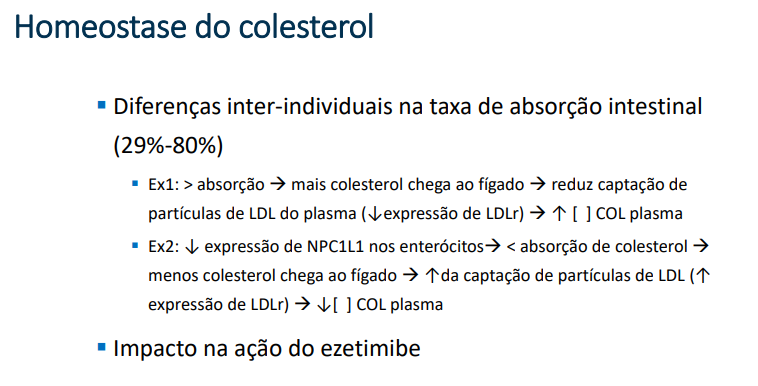 Homeostase do colesterol
▪ Diferenças inter-individuais na taxa de absorção intestinal
(29%-80%)
▪ Ex1: > absorção → mais colesterol chega ao fígado → reduz captação de
partículas de LDL do plasma (↓expressão de LDLr) → ↑ [ ] COL plasma
▪ Ex2: ↓ expressão de NPC1L1 nos enterócitos→ < absorção de colesterol →
menos colesterol chega ao fígado → ↑da captação de partículas de LDL (↑
expressão de LDLr) → ↓[ ] COL plasma
▪ Impacto na ação do ezetimibe